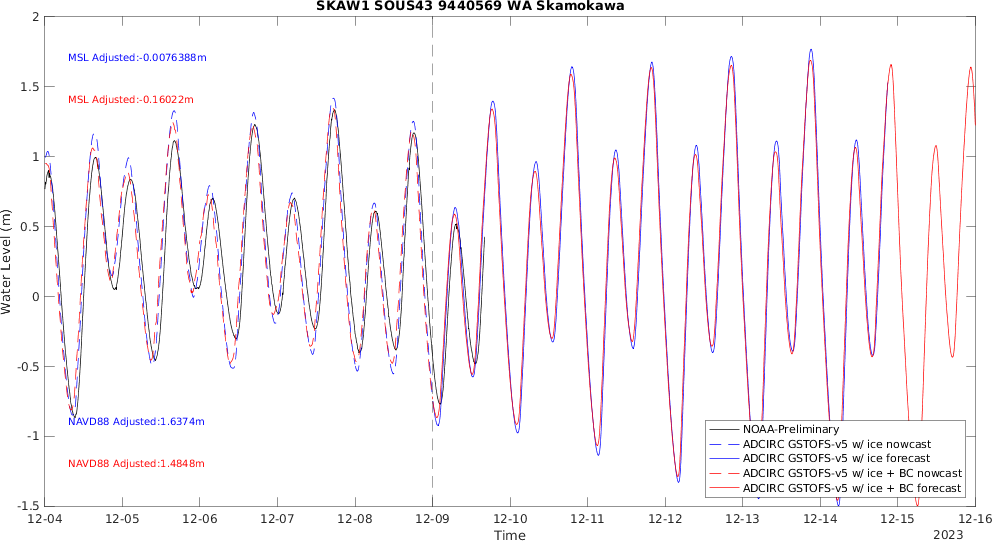 SKAW1 SOUS43 9440569 WA Skamokawa
MSL Adjusted:-0.0076388m
MSL Adjusted:-0.16022m
NAVD88 Adjusted:1.6374m
NAVD88 Adjusted:1.4848m
Water Level (m)
2
1.5
1
0.5
0
-0.5
-1
-1.5
NOAA-Preliminary
ADCIRC GSTOFS-v5 w/ ice nowcast
ADCIRC GSTOFS-v5 w/ ice forecast
ADCIRC GSTOFS-v5 w/ ice + BC nowcast
ADCIRC GSTOFS-v5 w/ ice + BC forecast
12-04 12-05 12-06 12-07 12-08 12-09 12-10 12-11 12-12 12-13 12-14 12-15 12-16
Time
2023